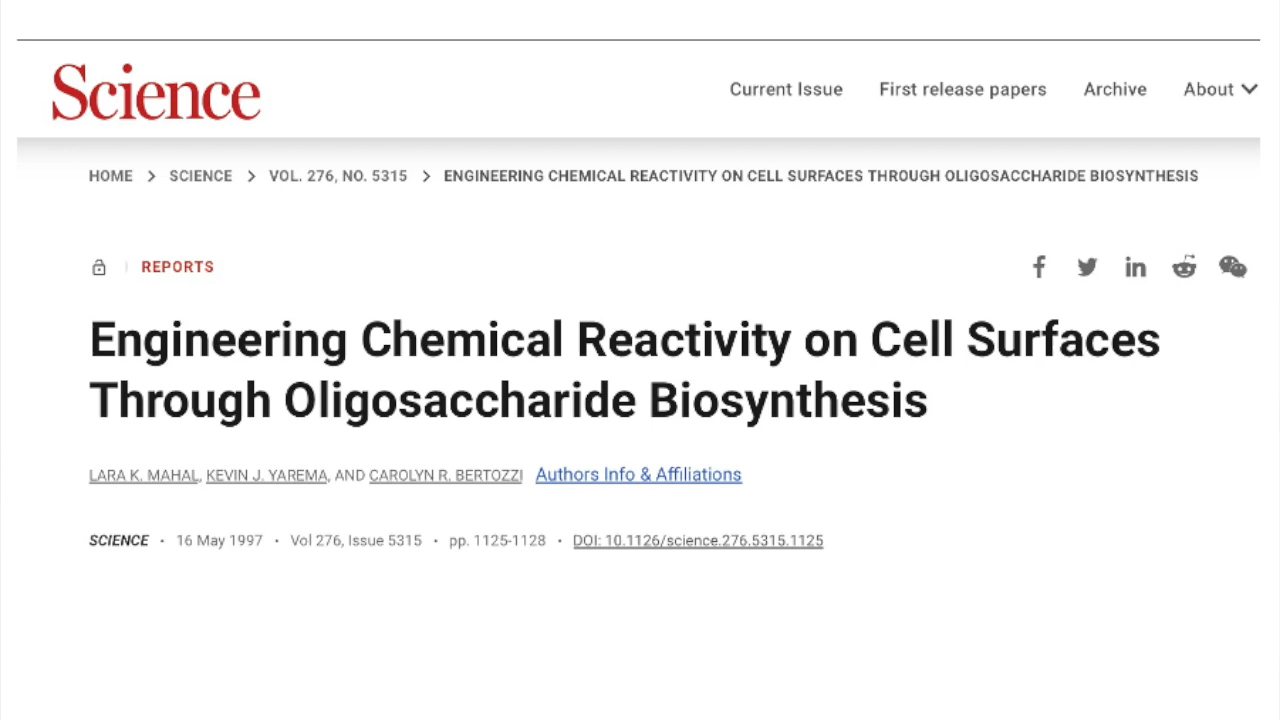 Science
Current Issue First release papers Archive About
HOME > SCIENCE > VOL. 276, NO. 5315 > ENGINEERING CHEMICAL REACTIVITY ON CELL SURFACES THROUGH OLIGOSACCHARIDE BIOSYNTHESIS
REPORTS
Engineering Chemical Reactivity on Cell Surfaces
Through Oligosaccharide Biosynthesis
LARA K. MAHAL, KEVIN J. YAREMA, AND CAROLYN R. BERTOZZI Authors Info & Affiliations
SCIENCE · 16 May 1997 · Vol 276, Issue 5315 · pp. 1125-1128 · DOI: 10.1126/science.276.5315.1125